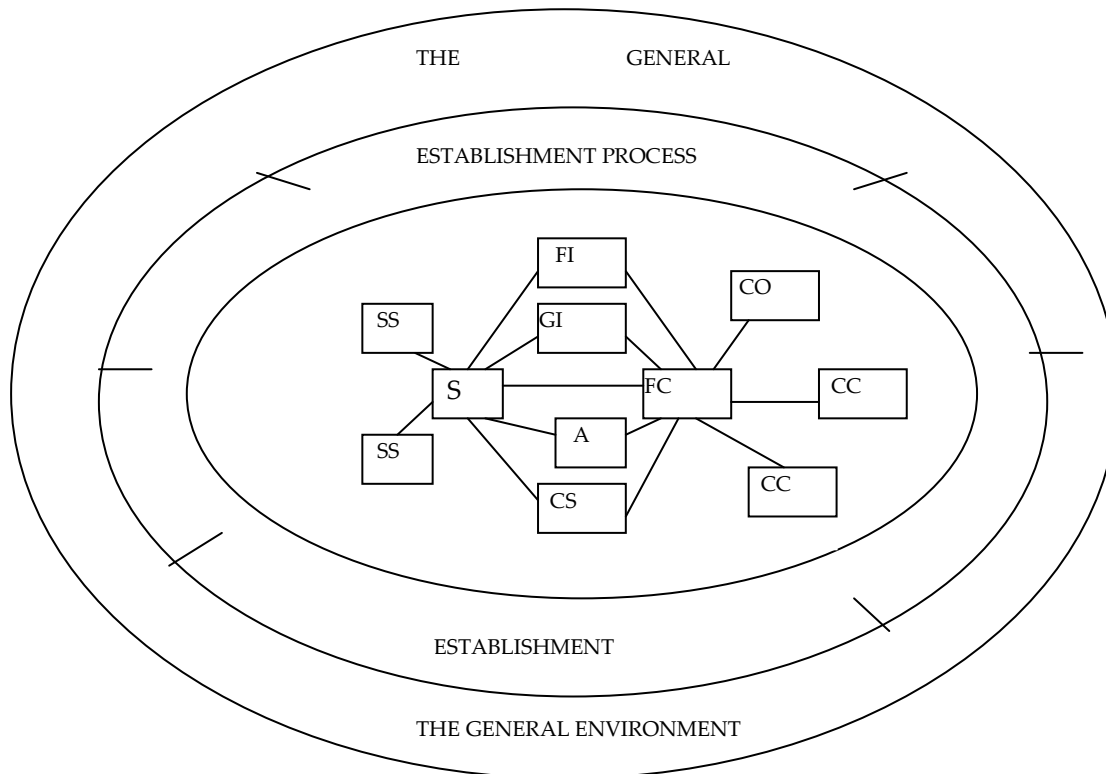 THE GENERAL
ESTABLISHMENT PROCESS
FI
CO
SS
GI
S
FC
CC
A
SS
CC
CS
ESTABLISHMENT
THE GENERAL ENVIRONMENT